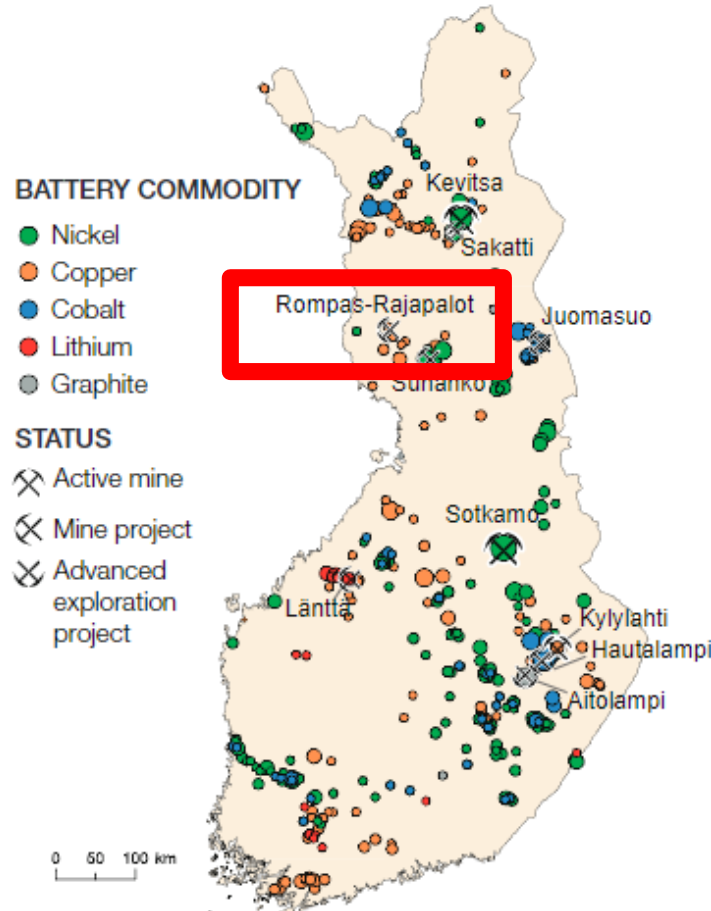 Kevitsa
BATTERY COMMODITY
Nickel
Sakatti
Copper
Cobalt
Rompas-Rajapalot
Juomasuo
Lithium
Graphite
Suhanko
STATUS
Active mine
Mine project
Sotkamo
Advanced
exploration
project
Länttä
Kylylahti
Hautalampi
Aitolampi
0 50 100 km